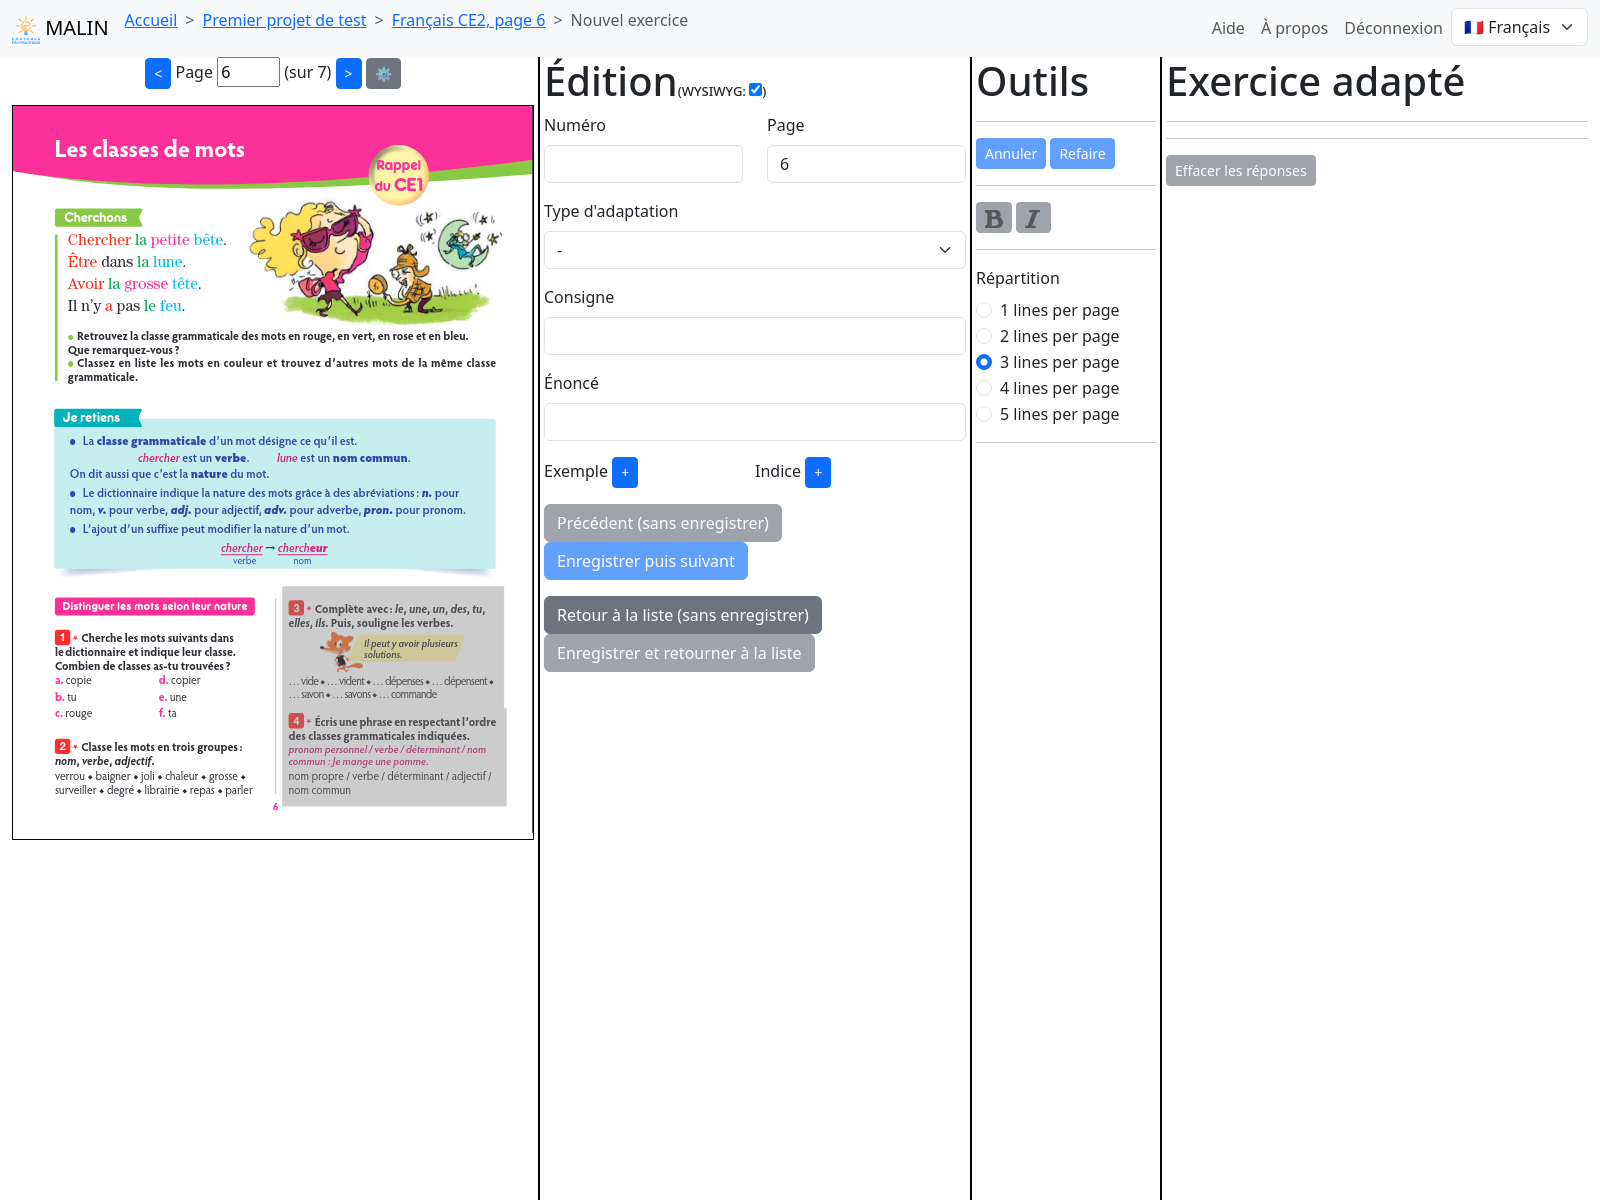 MALIN
Accueil > Premier projet de test > Français CE2, page 6 > Nouvel exercice
Aide À propos Déconnexion 🇫🇷 Français
< Page 6 (sur 7) > ⚙️
Les classes de mots
Rappel
du CE1
Cherchons
Chercher la petite bête.
Être dans la lune.
Avoir la grosse tête.
Il n’y a pas le feu.
● Retrouvez la classe grammaticale des mots en rouge, en vert, en rose et en bleu.
Que remarquez-vous ?
● Classez en liste les mots en couleur et trouvez d’autres mots de la même classe
grammaticale.
Je retiens
● La classe grammaticale d’un mot désigne ce qu’il est.
chercher est un verbe. lune est un nom commun.
On dit aussi que c’est la nature du mot.
● Le dictionnaire indique la nature des mots grâce à des abréviations : n. pour
nom, v. pour verbe, adj. pour adjectif, adv. pour adverbe, pron. pour pronom.
● L’ajout d’un suffixe peut modifier la nature d’un mot.
chercher → chercheur
verbe nom
Distinguer les mots selon leur nature
1 * Cherche les mots suivants dans
le dictionnaire et indique leur classe.
Combien de classes as-tu trouvées ?
a. copie d. copier
b. tu e. une
c. rouge f. ta
2 * Classe les mots en trois groupes :
nom, verbe, adjectif.
verrou ◆ baigner ◆ joli ◆ chaleur ◆ grosse ◆
surveiller ◆ degré ◆ librairie ◆ repas ◆ parler
3 * Complète avec : le, une, un, des, tu,
elles, ils. Puis, souligne les verbes.
Il peut y avoir plusieurs
solutions.
… vide ◆ … vident ◆ … dépenses ◆ … dépensent ◆
… savon ◆ … savons ◆ … commande
4 * Écris une phrase en respectant l’ordre
des classes grammaticales indiquées.
pronom personnel / verbe / déterminant / nom
commun : Je mange une pomme.
nom propre / verbe / déterminant / adjectif /
nom commun
6
Édition (WYSIWYG: )
Numéro Page
6
Type d'adaptation
-
Consigne
Énoncé
Exemple + Indice +
Précédent (sans enregistrer)
Enregistrer puis suivant
Retour à la liste (sans enregistrer)
Enregistrer et retourner à la liste
Outils
Annuler Refaire
B I
Répartition
1 lines per page
2 lines per page
3 lines per page
4 lines per page
5 lines per page
Exercice adapté
Effacer les réponses